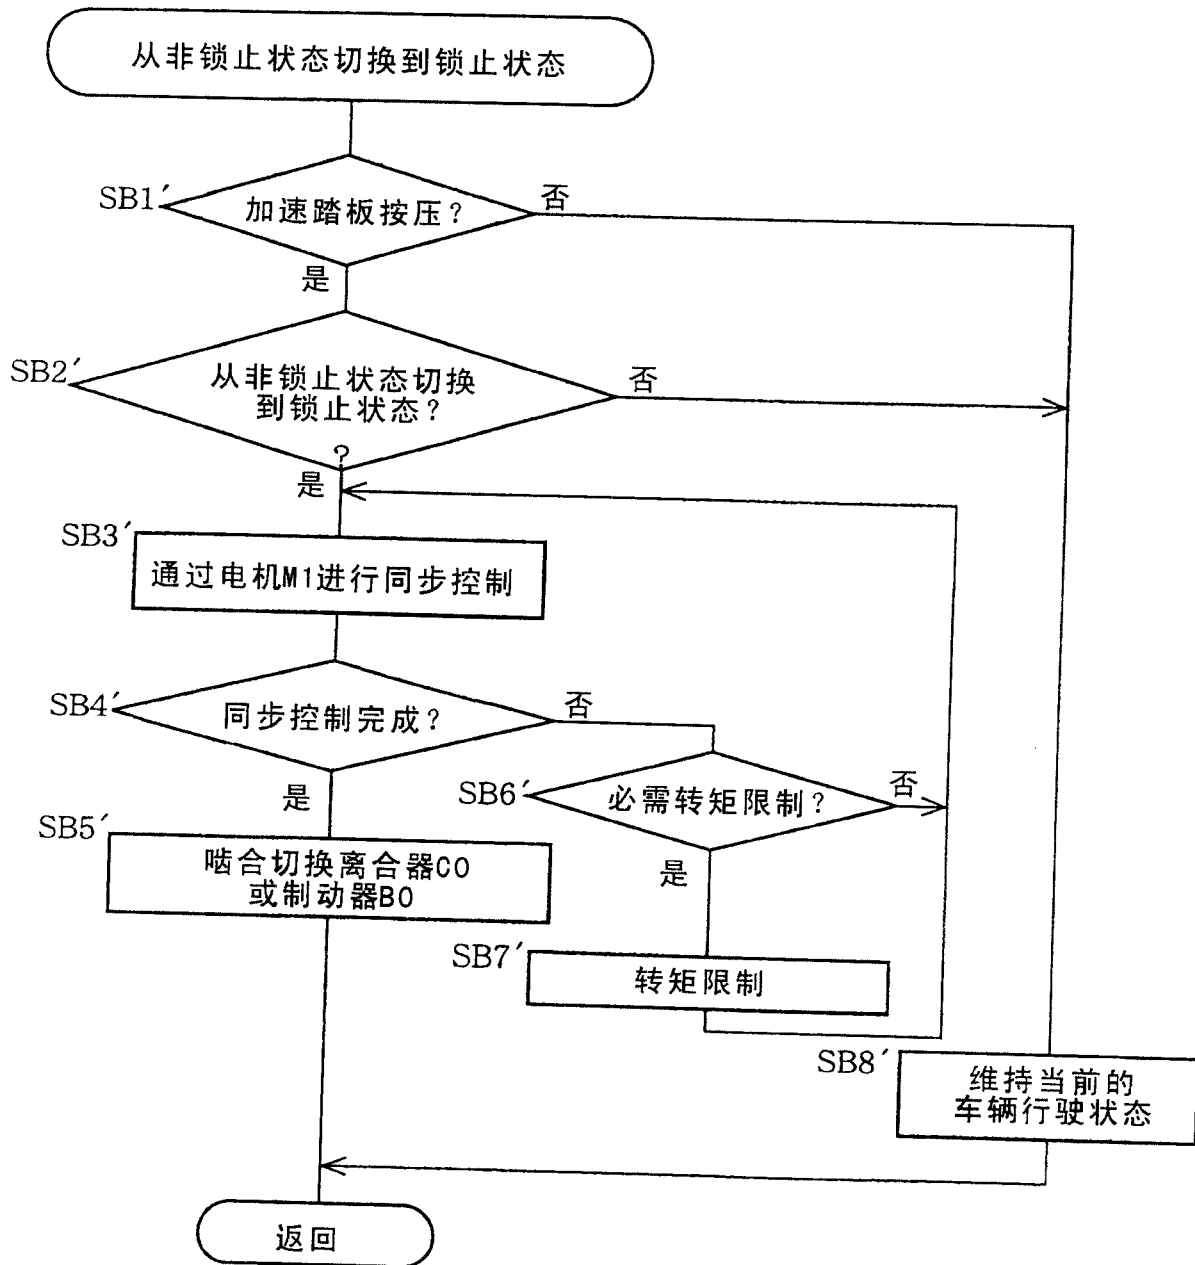 从非锁止状态切换到锁止状态
SB1′
加速踏板按压?
否
是
SB2′
从非锁止状态切换
到锁止状态?
?
否
是
SB3′
通过电机M1进行同步控制
SB4′
同步控制完成?
否
是
SB6′
必需转矩限制?
否
是
SB5′
啮合切换离合器C0
或制动器B0
SB7′
转矩限制
SB8′
维持当前的
车辆行驶状态
返回